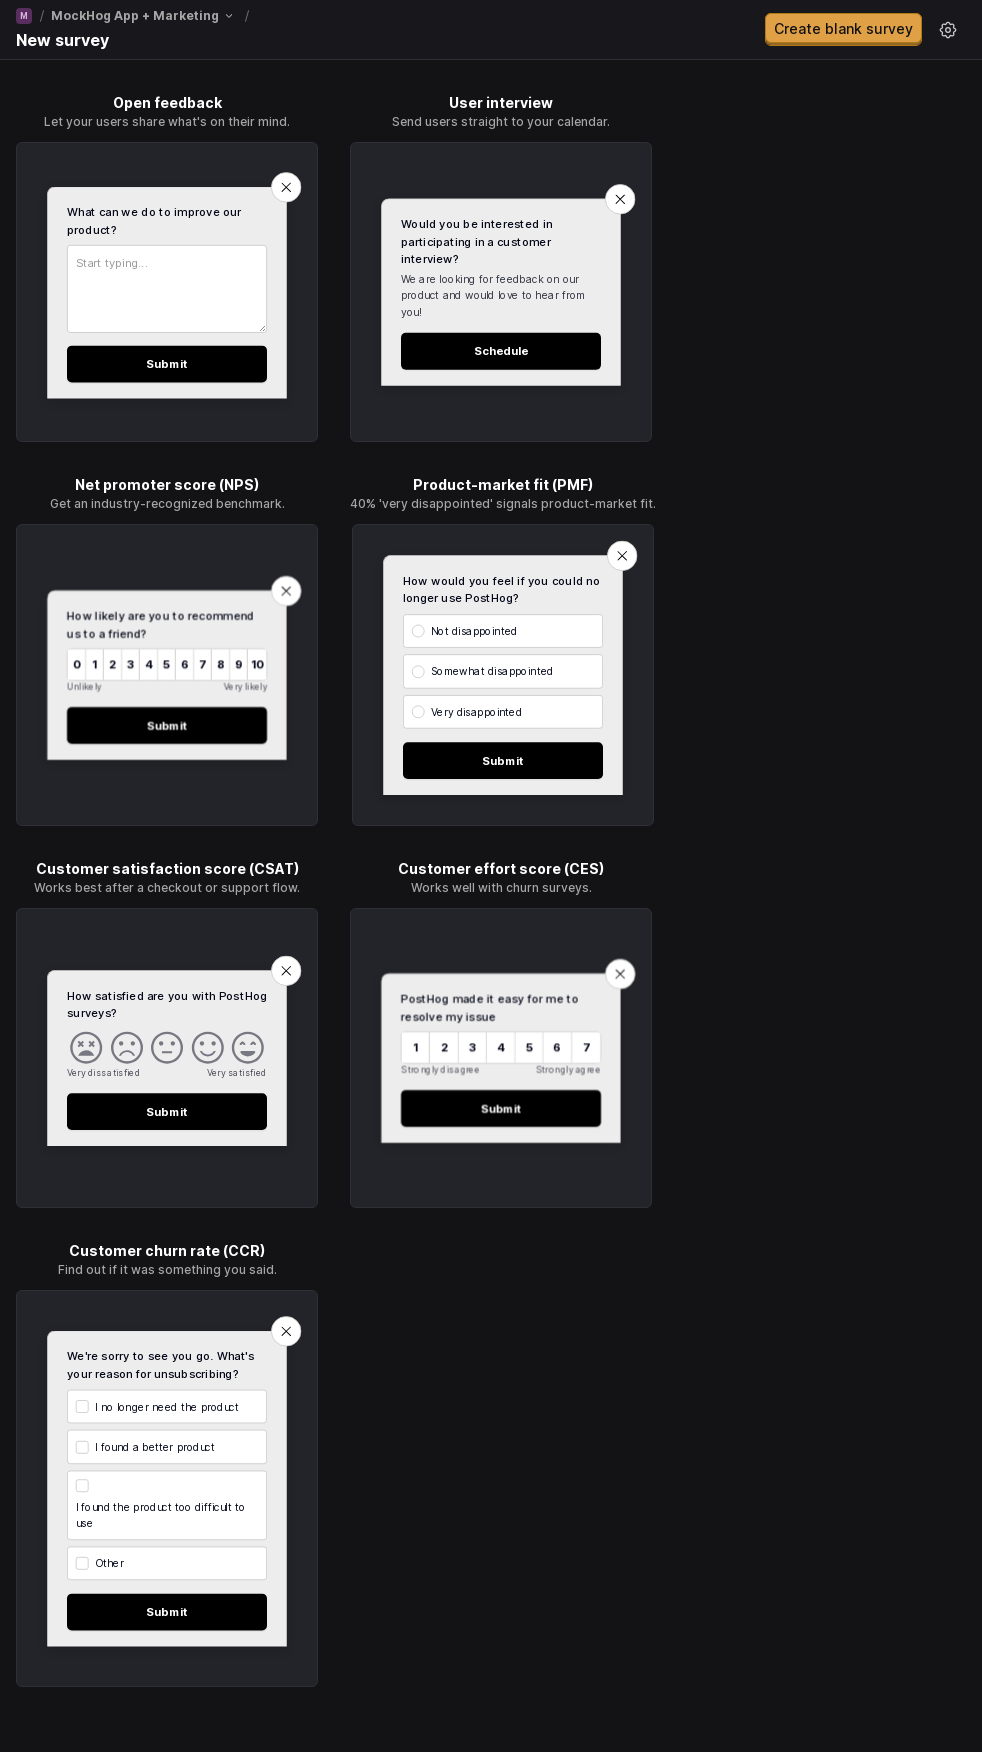 M / MockHog App + Marketing /
New survey
Create blank survey
Open feedback
Let your users share what's on their mind.
What can we do to improve our
product?
Start typing...
Submit
User interview
Send users straight to your calendar.
Would you be interested in
participating in a customer
interview?
We are looking for feedback on our
product and would love to hear from
you!
Schedule
Net promoter score (NPS)
Get an industry-recognized benchmark.
How likely are you to recommend
us to a friend?
0 1 2 3 4 5 6 7 8 9 10
Unlikely Very likely
Submit
Product-market fit (PMF)
40% 'very disappointed' signals product-market fit.
How would you feel if you could no
longer use PostHog?
Not disappointed
Somewhat disappointed
Very disappointed
Submit
Customer satisfaction score (CSAT)
Works best after a checkout or support flow.
How satisfied are you with PostHog
surveys?
Very dissatisfied Very satisfied
Submit
Customer effort score (CES)
Works well with churn surveys.
PostHog made it easy for me to
resolve my issue
1 2 3 4 5 6 7
Strongly disagree Strongly agree
Submit
Customer churn rate (CCR)
Find out if it was something you said.
We're sorry to see you go. What's
your reason for unsubscribing?
I no longer need the product
I found a better product
I found the product too difficult to
use
Other
Submit